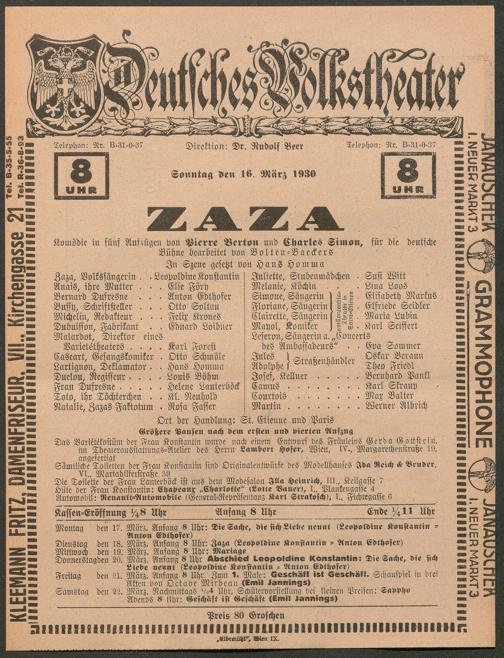 Deutsches Volkstheater
Telephon: Nr. B-31-0-37 Direktion: Dr. Rudolf Beer Telephon: Nr. B-31-0-37
8 UHR
Sonntag den 16. März 1930
8 UHR
ZAZA
Komödie in fünf Aufzügen von Pierre Berton und Charles Simon, für die deutsche
Bühne bearbeitet von Bolten-Baeckers
In Szene gesetzt von Hans Homma
Zaza, Volkssängerin . . Leopoldine Konstantin
Anais, ihre Mutter . . . . Else Föry
Bernard Dufresne . . . . Anton Edthofer
Bussy, Schriftsteller . . . . Otto Soltau
Michelin, Redakteur . . . . Felix Krones
Dubuisson, Fabrikant . . Eduard Loibner
Malardot, Direktor eines
Varietétheaters . . . . Karl Forest
Cascart, Gesangskomiker . . Otto Schmöle
Lartignon, Deklamator . . Hans Homma
Duclou, Regisseur . . . . Louis Böhm
Frau Dufresne . . . . Helene Lauterböck
Toto, ihr Töchterchen . . Kl. Neuhold
Natalie, Zazas Faktotum . . Rosa Fasser
Juliette, Stubenmädchen . . Susi Witt
Melanie, Köchin . . . . Lina Loos
Simone, Sängerin Elisabeth Markus
Floriane, Sängerin Elfriede Seidler
Clairette, Sängerin Maria Lubin
Mayol, Komiker Karl Seiffert
Leseron, Sängerin a. „Concerts
des Ambassadeurs" . . Eva Sommer
Jules Oskar Beraun
Adolphe Straßenhändler Theo Friedl
Josef, Kellner . . . . Bernhard Pankl
Camus . . . . Karl Skraup
Courtois . . . . Max Balter
Martin . . . . Werner Albrich
Ort der Handlung: St. Etienne und Paris
Größere Pausen nach dem ersten und vierten Aufzug
Das Varietékostüm der Frau Konstantin wurde nach einem Entwurf des Fräuleins Gerda Gottstein,
im Theaterausstattungs-Atelier des Herrn Lambert Hofer, Wien, IV., Margaretenstraße 19,
angefertigt
Sämtliche Toiletten der Frau Konstantin sind Originalentwürfe des Modellhauses Ida Reich & Bruder,
VI., Mariahilferstraße 39
Die Toilette der Frau Lauterböck ist aus dem Modesalon Illa Heinrich, III., Keilgasse 7
Hüte der Frau Konstantin: Chapeaux „Charlotte" (Lotte Bauer), I., Plankengasse 4
Automobil: Renault-Automobile (General-Repräsentanz Karl Strakosch), I., Fichtegasse 6
Kassen-Eröffnung ¼8 Uhr Anfang 8 Uhr Ende ¼11 Uhr
Montag den 17. März. Anfang 8 Uhr: Die Sache, die sich Liebe nennt (Leopoldine Konstantin =
Anton Edthofer)
Dienstag den 18. März. Anfang 8 Uhr: Zaza (Leopoldine Konstantin = Anton Edthofer)
Mittwoch den 19. März. Anfang 8 Uhr: Mariage
Donnerstag den 20. März. Anfang 8 Uhr: Abschied Leopoldine Konstantin: Die Sache, die sich
Liebe nennt (Leopoldine Konstantin = Anton Edthofer)
Freitag den 21. März. Anfang 8 Uhr: Zum 1. Male: Geschäft ist Geschäft. Schauspiel in drei
Akten von Octave Mirbeau (Emil Jannings)
Samstag den 22. März. Nachmittags ¼4 Uhr, Schülervorstellung bei kleinen Preisen: Sappho
Abends 8 Uhr: Geschäft ist Geschäft (Emil Jannings)
Preis 80 Groschen
„Elbemühl", Wien IX.
KLEEMANN FRITZ, DAMENFRISEUR, VII., Kirchengasse 21 Tel. B-35-5-55
Tel. B-36-8-93
JANAUSCHEK
I. NEUER MARKT 3
GRAMMOPHONE
JANAUSCHEK
I. NEUER MARKT 3